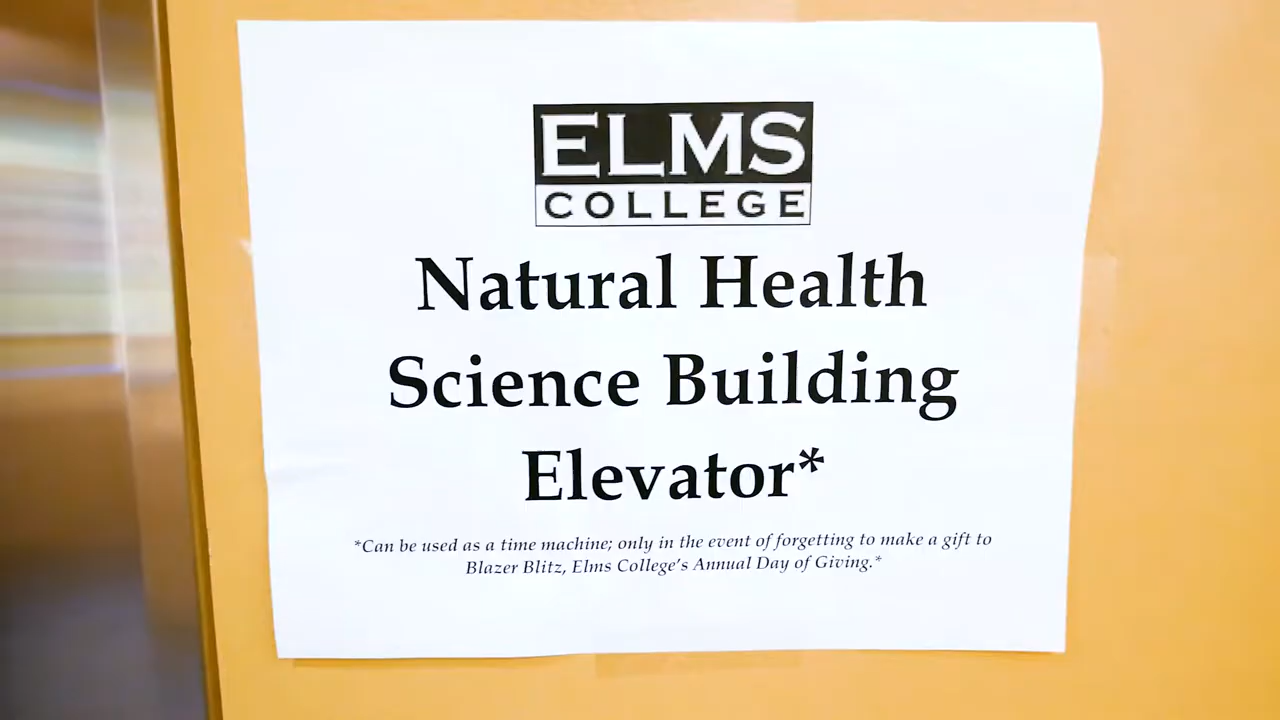 ELMS
COLLEGE
Natural Health
Science Building
Elevator*
*Can be used as a time machine; only in the event of forgetting to make a gift to
Blazer Blitz, Elms College's Annual Day of Giving.*